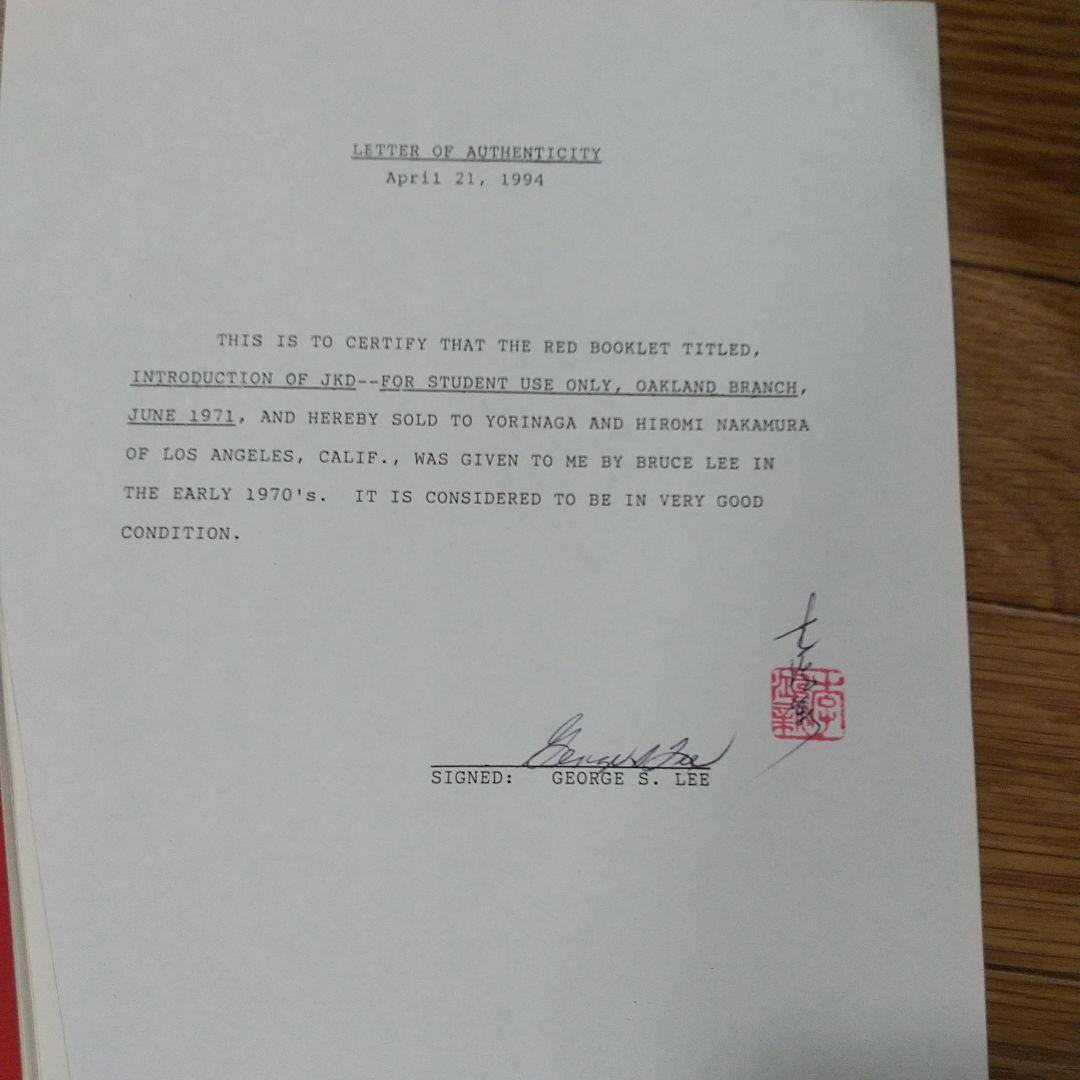 LETTER OF AUTHENTICITY
April 21, 1994
THIS IS TO CERTIFY THAT THE RED BOOKLET TITLED,
INTRODUCTION OF JKD--FOR STUDENT USE ONLY, OAKLAND BRANCH,
JUNE 1971, AND HEREBY SOLD TO YORINAGA AND HIROMI NAKAMURA
OF LOS ANGELES, CALIF., WAS GIVEN TO ME BY BRUCE LEE IN
THE EARLY 1970's. IT IS CONSIDERED TO BE IN VERY GOOD
CONDITION.
George S. Lee
SIGNED: GEORGE S. LEE